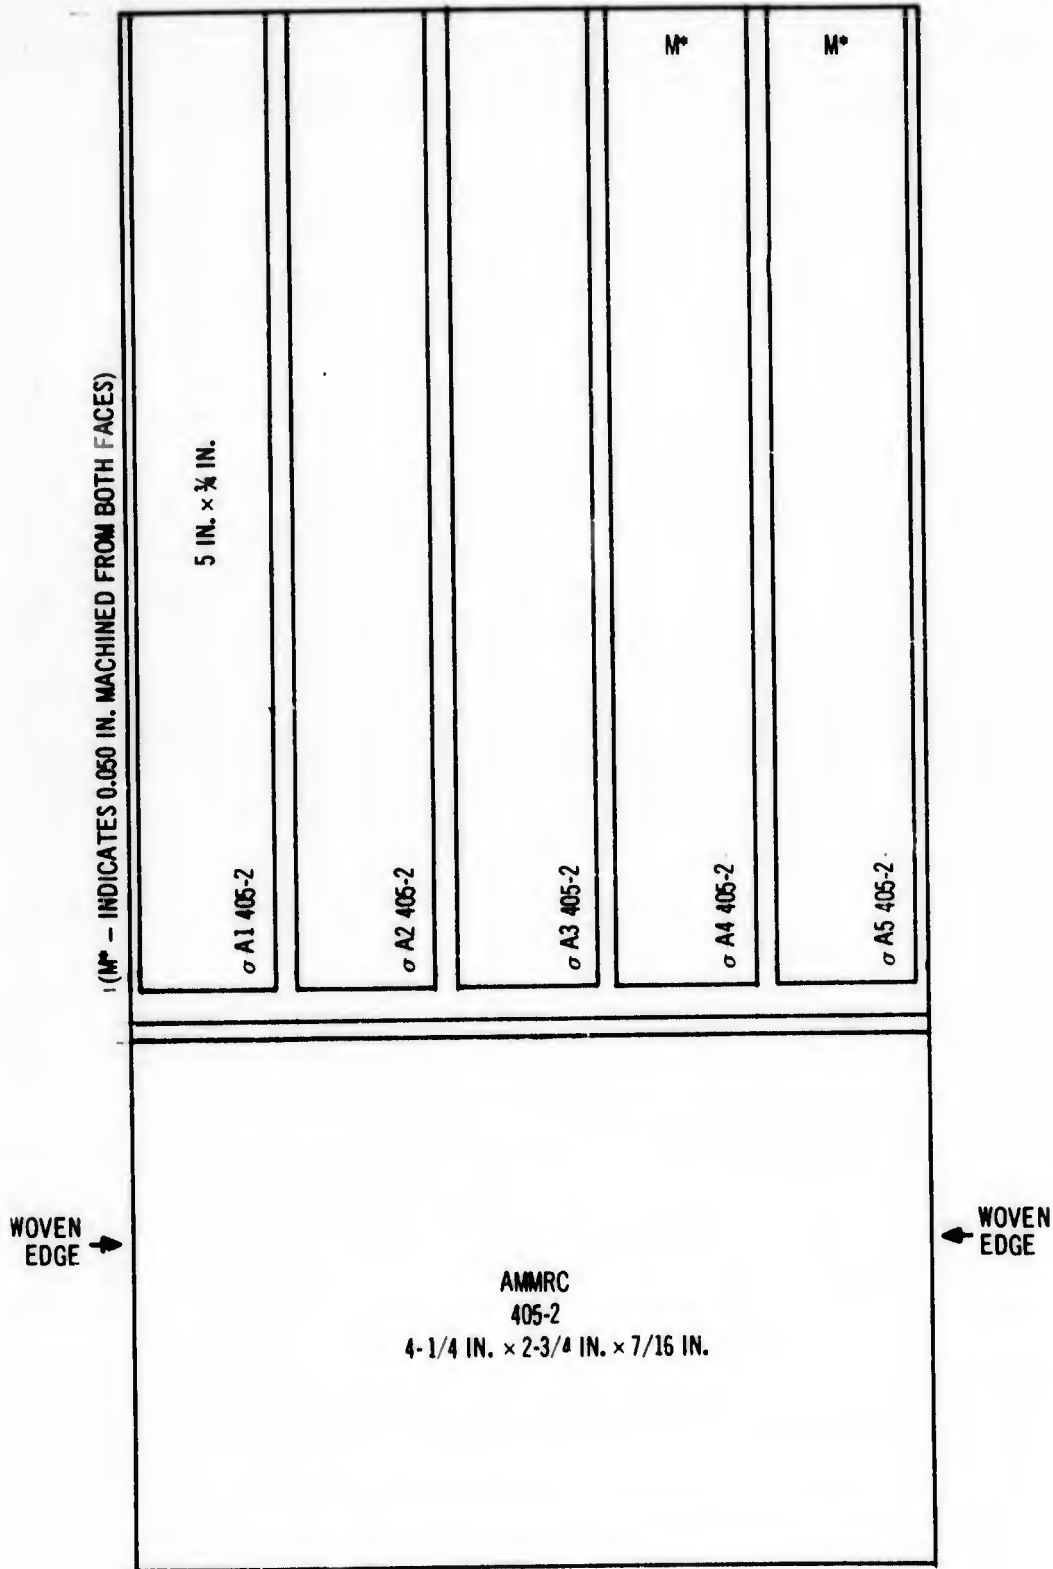 M*
M*
(M* – INDICATES 0.050 IN. MACHINED FROM BOTH FACES)
5 IN. × ¾ IN.
σ A1 405-2
σ A2 405-2
σ A3 405-2
σ A4 405-2
σ A5 405-2
WOVEN
EDGE
WOVEN
EDGE
AMMRC
405-2
4-1/4 IN. × 2-3/4 IN. × 7/16 IN.